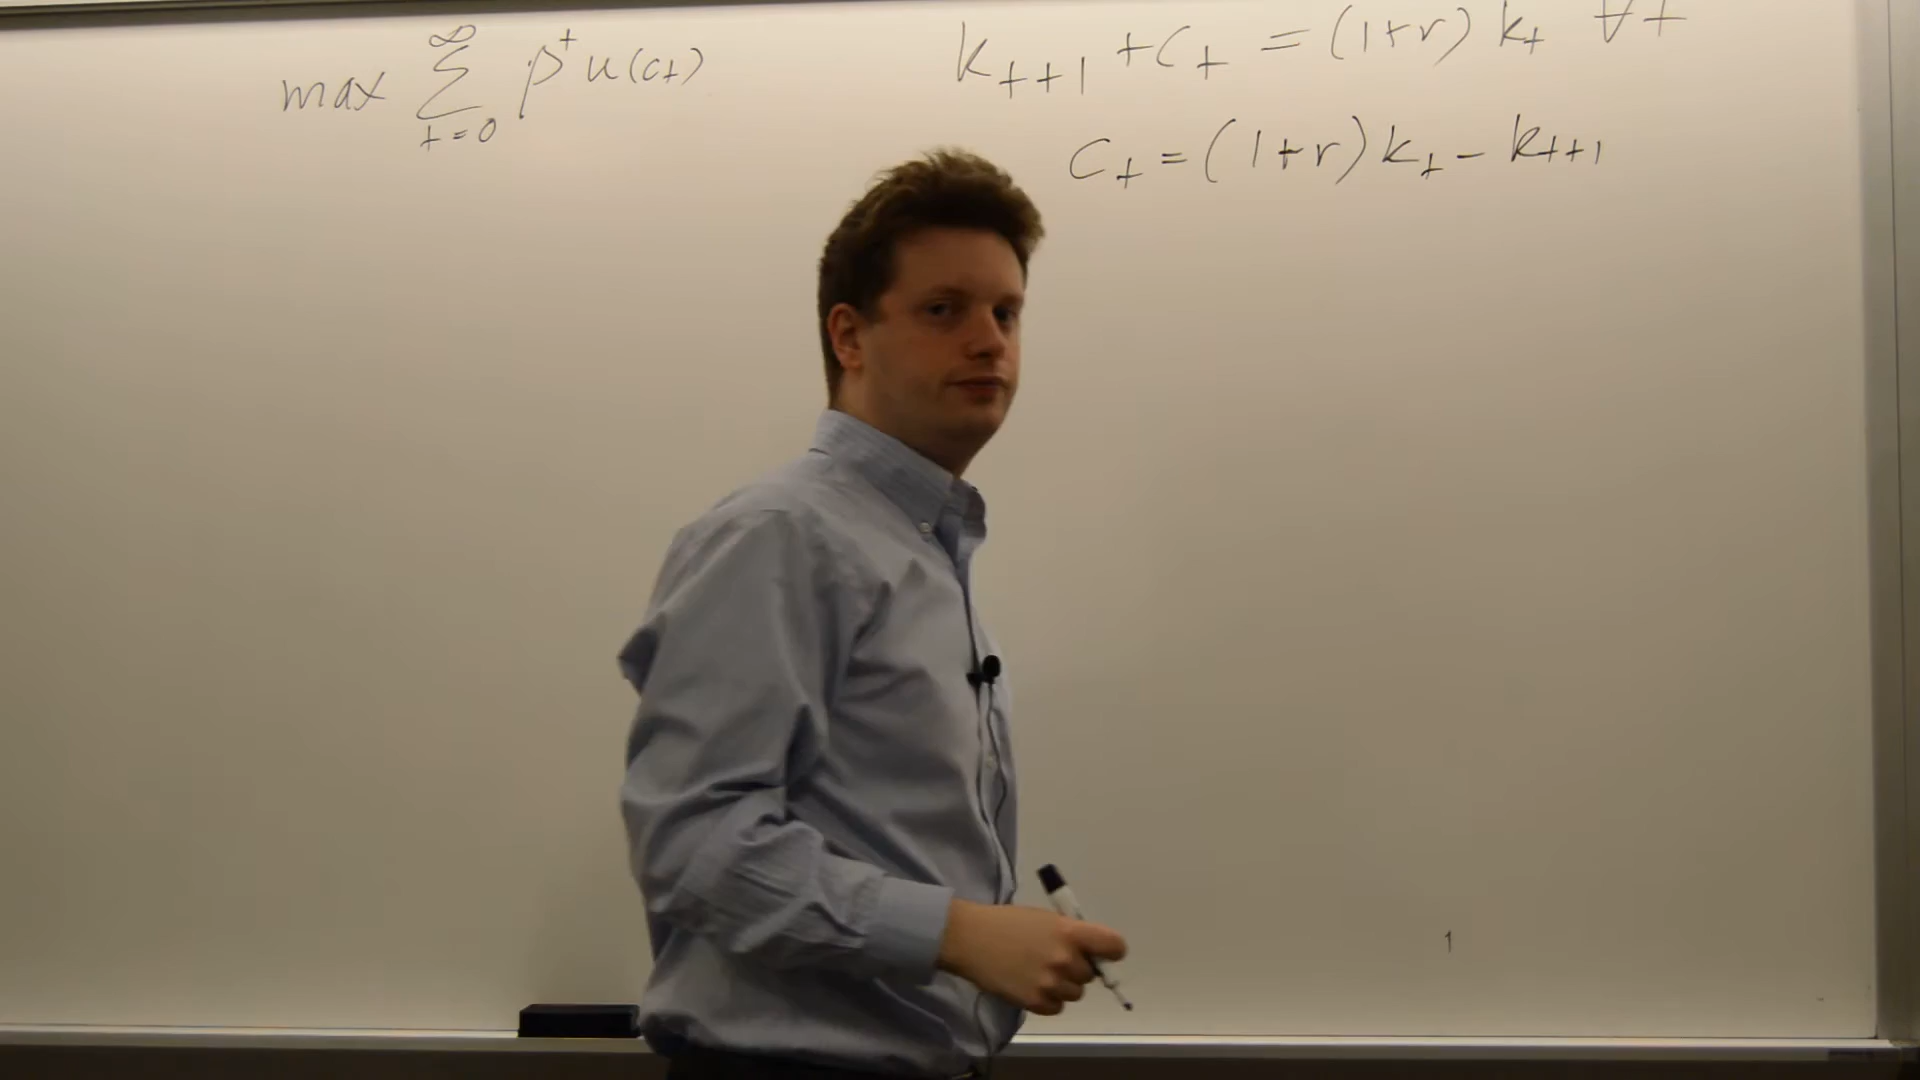 max ∞ Σ t=0 β^t u(c_t)
k_{t+1} + c_t = (1+r) k_t ∀t
c_t = (1+r) k_t - k_{t+1}
1